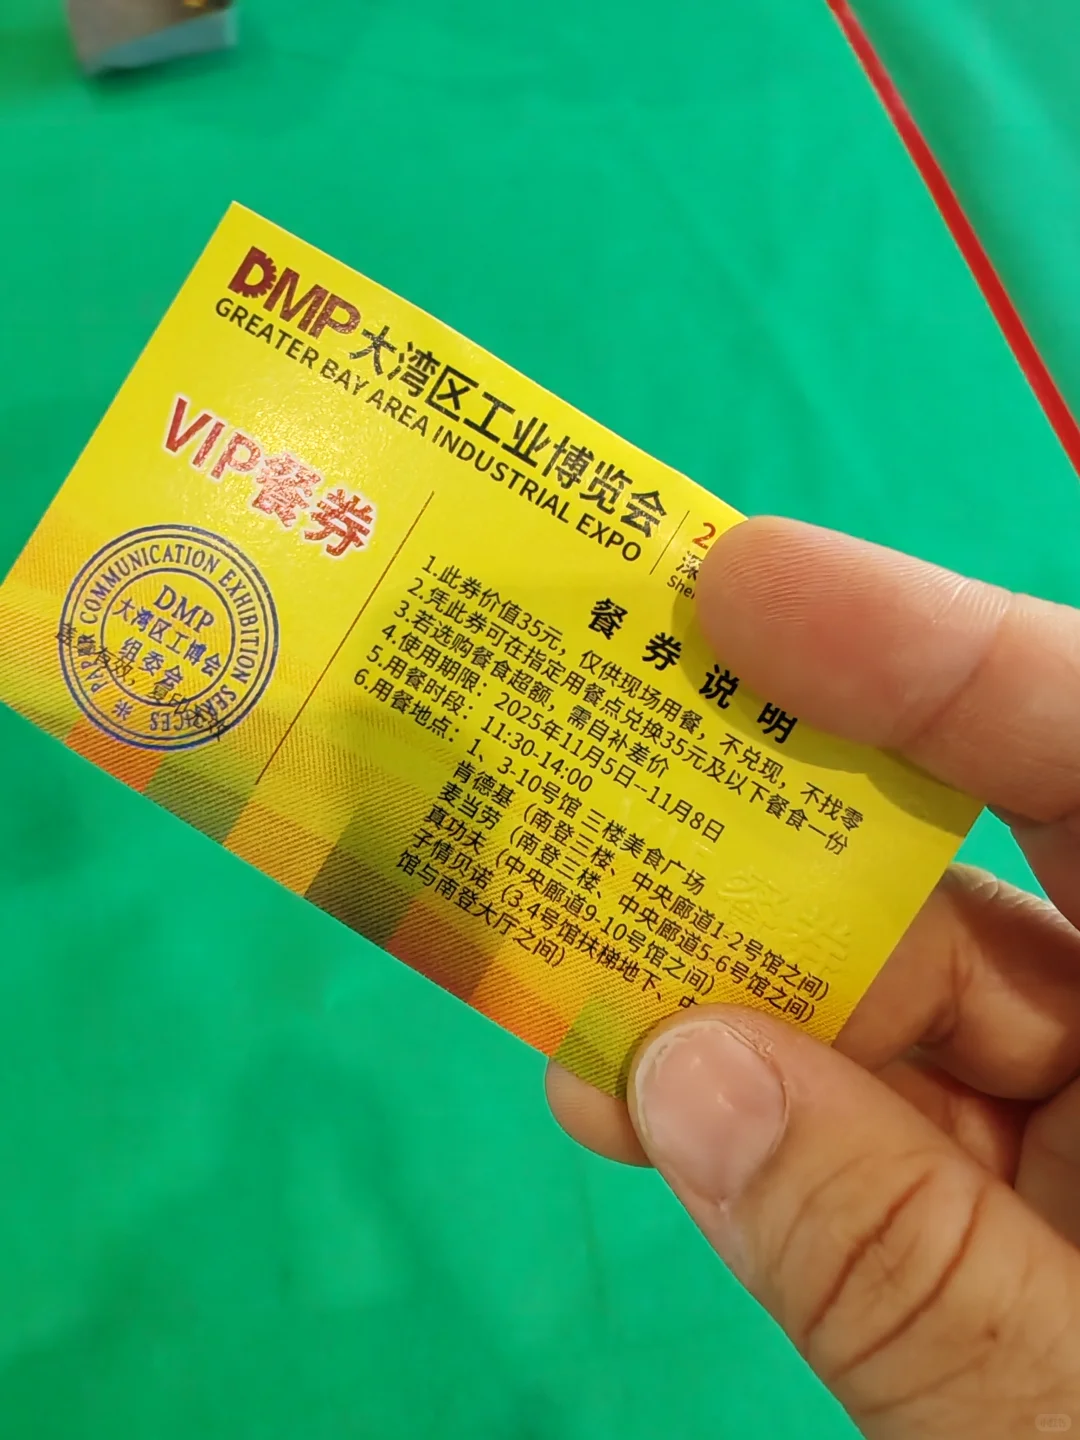 DMP大湾区工业博览会
GREATER BAY AREA INDUSTRIAL EXPO
2
深
She
VIP餐券
COMMUNICATION EXHIBITION SERVICES
DMP
大湾区工博会
组委会
餐券说明
1.此券价值35元，仅供现场用餐，不兑现，不找零
2.凭此券可在指定用餐点兑换35元及以下餐食一份
3.若选购餐食超额，需自补差价
4.使用期限：2025年11月5日--11月8日
5.用餐时段：11:30-14:00
6.用餐地点：1、3-10号馆 三楼美食广场
肯德基（南登三楼、中央廊道1-2号馆之间）
麦当劳（南登三楼、中央廊道5-6号馆之间）
真功夫（中央廊道9-10号馆之间）
子情贝诺（3,4号馆扶梯地下、
馆与南登大厅之间）
餐券
小红书